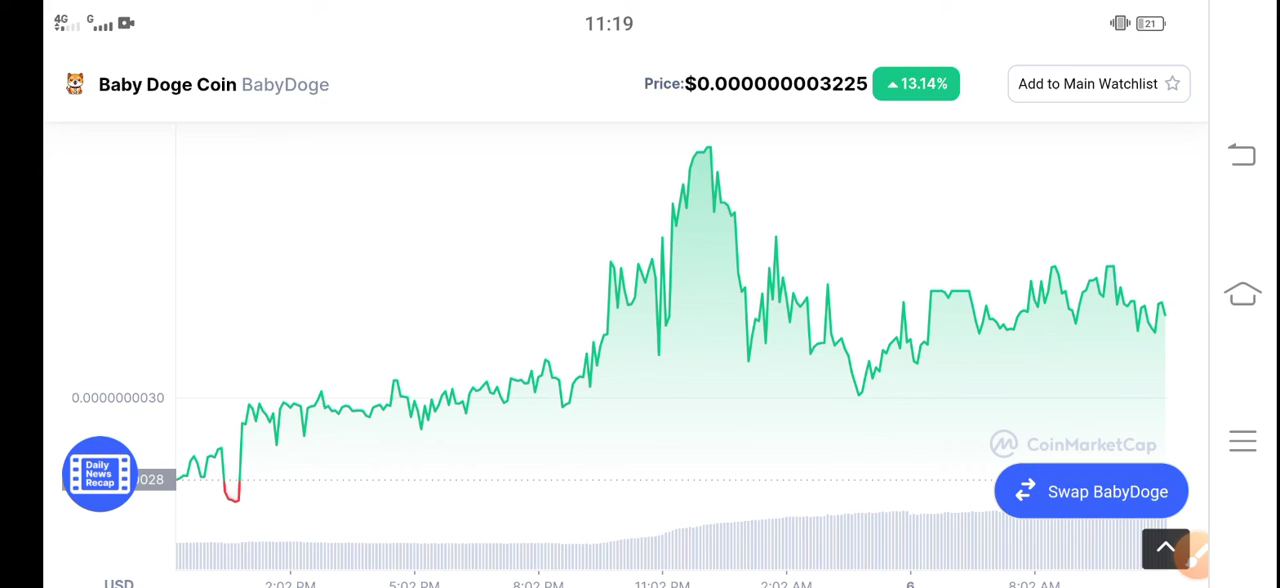 4G G 11:19 21
Baby Doge Coin BabyDoge Price:$0.000000003225 13.14% Add to Main Watchlist
0.0000000030
CoinMarketCap
Daily
News
Recap
028
Swap BabyDoge
USD 2:02 PM 5:02 PM 8:02 PM 11:02 PM 2:02 AM 6 8:02 AM